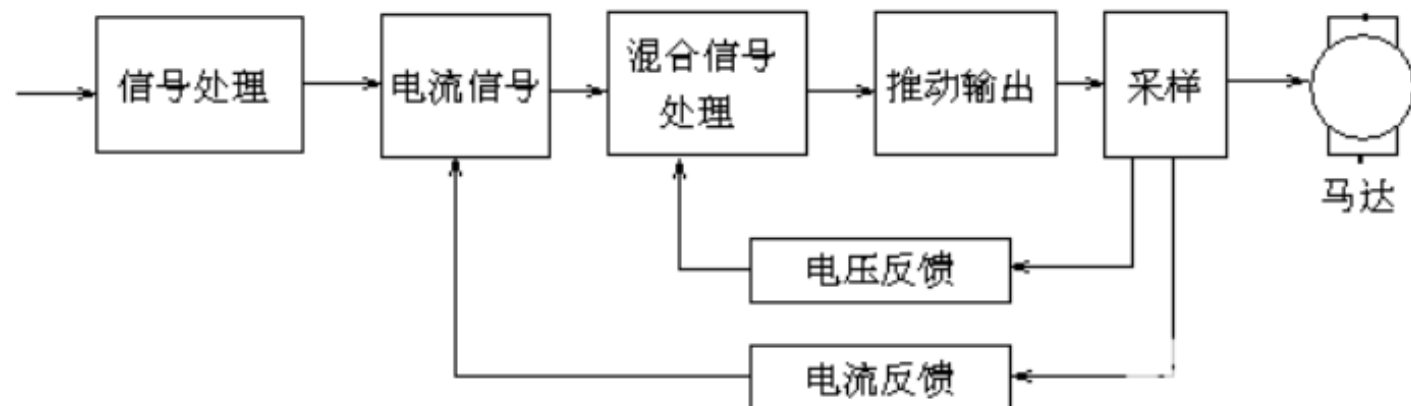 信号处理
电流信号
混合信号
处理
推动输出
采样
马达
电压反馈
电流反馈